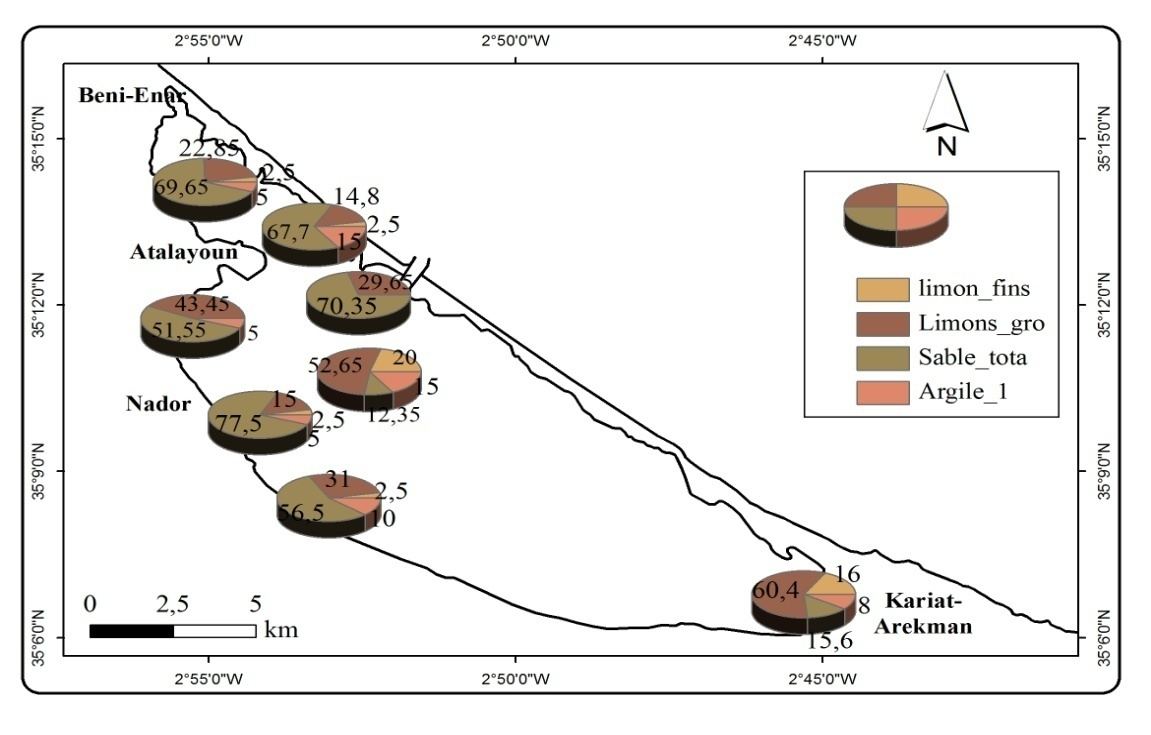 2°55'0"W 2°50'0"W 2°45'0"W
Beni-Enar
35°15'0"N
35°15'0"N
N
22,85
2,5
69,65
5
14,8
2,5
67,7
15
Atalayoun
29,65
70,35
limon_fins
Limons_gro
Sable_tota
Argile_1
35°12'0"N
35°12'0"N
43,45
51,55
5
52,65
20
15
12,35
Nador
15
77,5
2,5
5
35°9'0"N
35°9'0"N
31
2,5
56,5
10
60,4
16
8
15,6
Kariat-
Arekman
0 2,5 5
km
35°6'0"N
35°6'0"N
2°55'0"W 2°50'0"W 2°45'0"W